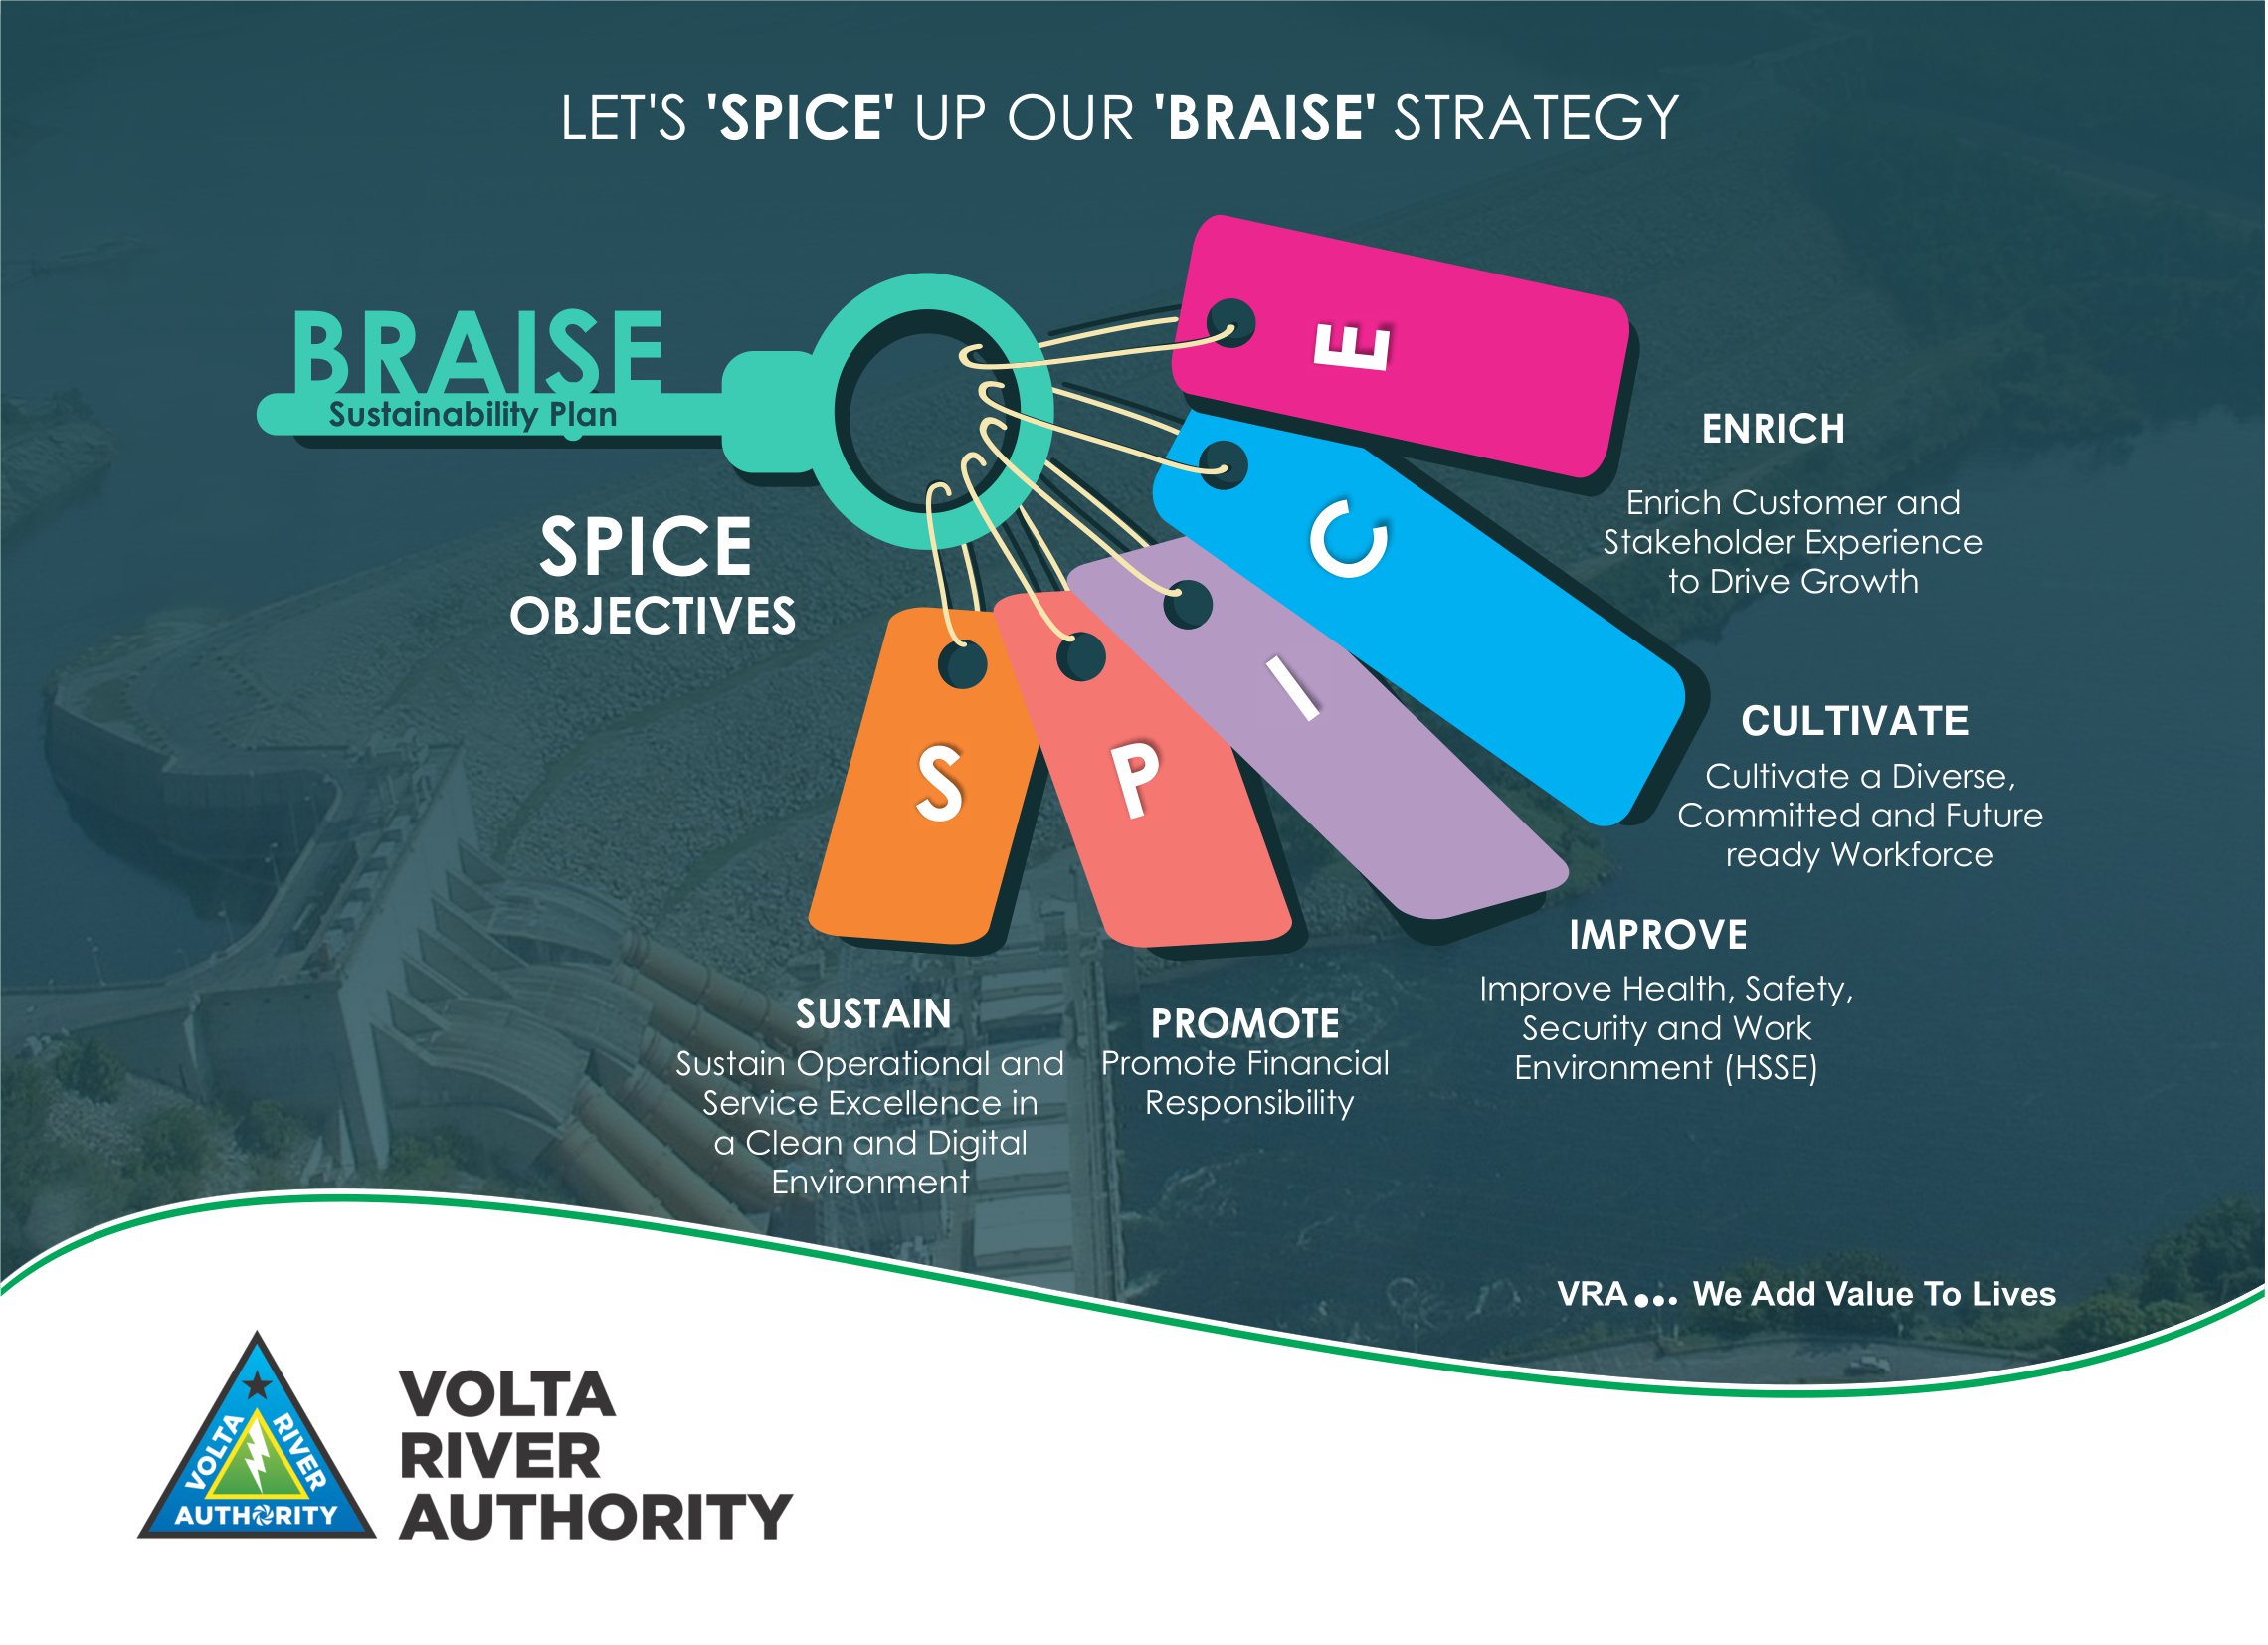 LET'S 'SPICE' UP OUR 'BRAISE' STRATEGY
BRAISE
Sustainability Plan
SPICE
OBJECTIVES
E
C
I
P
S
ENRICH
Enrich Customer and
Stakeholder Experience
to Drive Growth
CULTIVATE
Cultivate a Diverse,
Committed and Future
ready Workforce
IMPROVE
Improve Health, Safety,
Security and Work
Environment (HSSE)
PROMOTE
Promote Financial
Responsibility
SUSTAIN
Sustain Operational and
Service Excellence in
a Clean and Digital
Environment
VRA... We Add Value To Lives
VOLTA
RIVER
AUTHORITY
VOLTA
RIVER
AUTHORITY